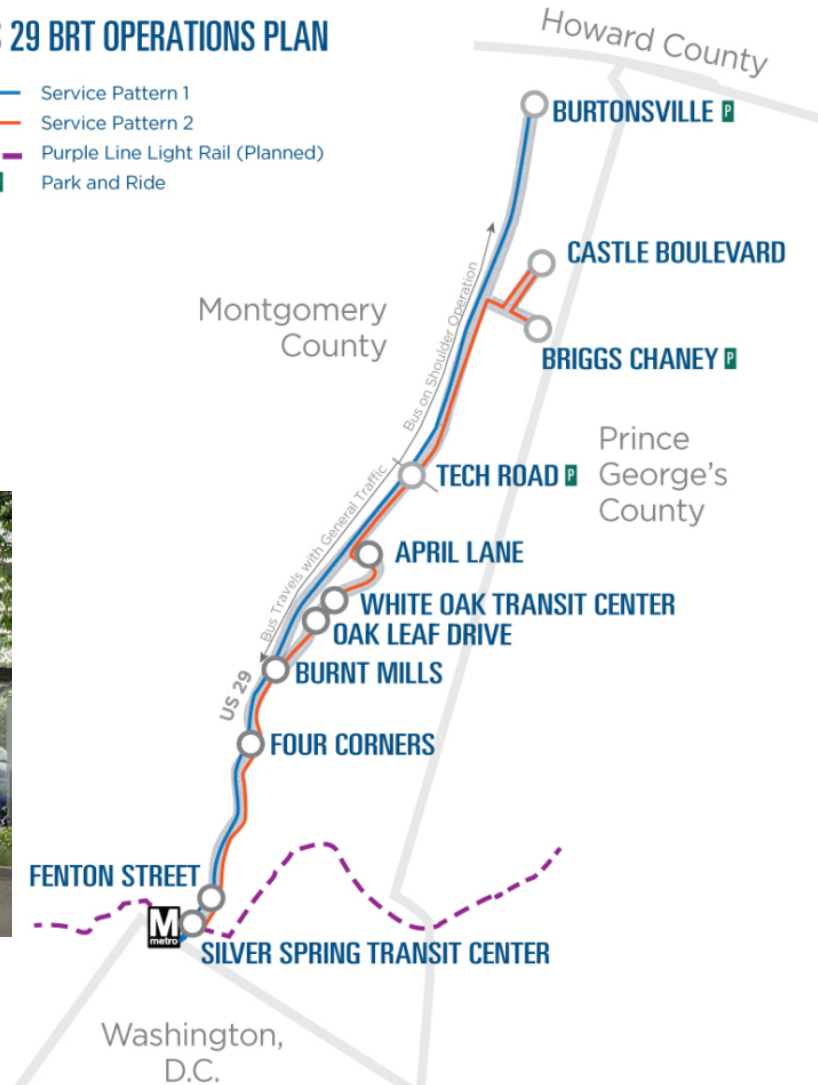 29 BRT OPERATIONS PLAN
Service Pattern 1
Service Pattern 2
Purple Line Light Rail (Planned)
Park and Ride
Howard County
BURTONSVILLE P
CASTLE BOULEVARD
Bus on Shoulder Operation
Montgomery
County
BRIGGS CHANEY P
Prince
George's
County
TECH ROAD P
Bus Travels with General Traffic
APRIL LANE
WHITE OAK TRANSIT CENTER
OAK LEAF DRIVE
BURNT MILLS
US 29
FOUR CORNERS
FENTON STREET
M
metro
SILVER SPRING TRANSIT CENTER
Washington,
D.C.